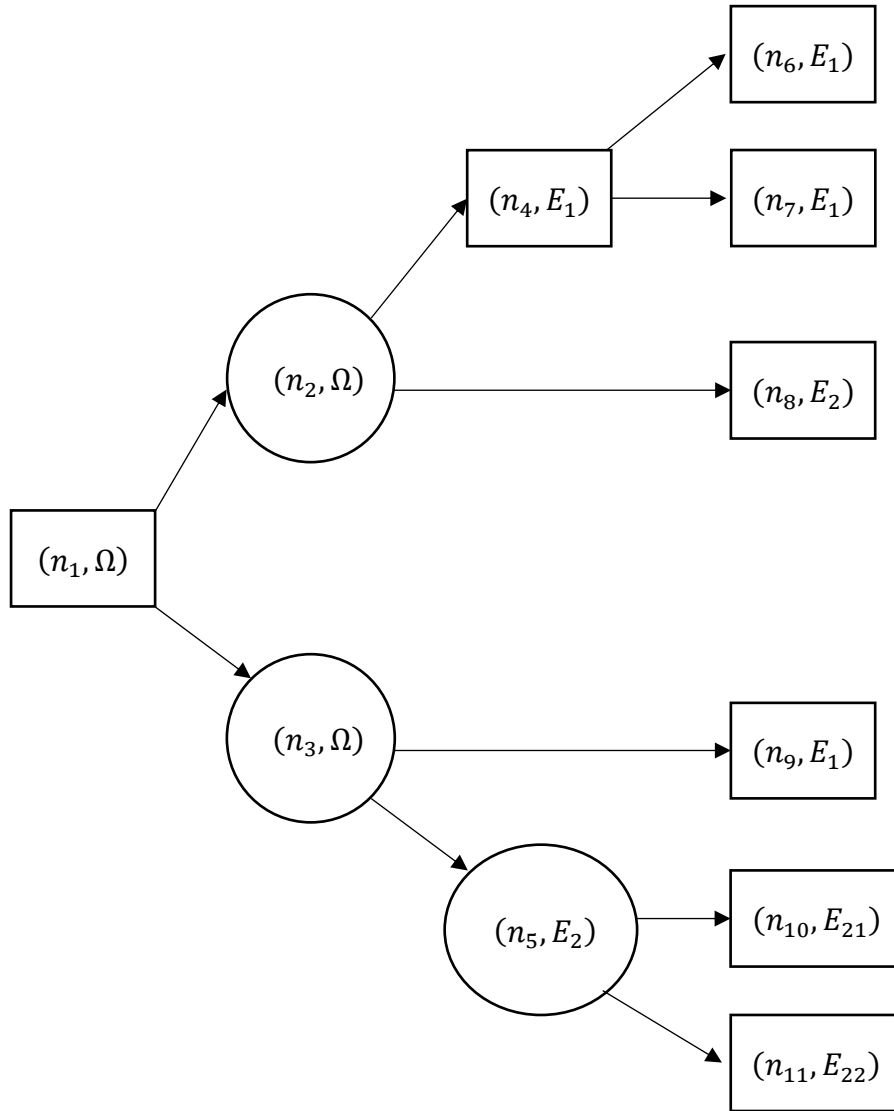 (n₆, E₁)
(n₄, E₁)
(n₇, E₁)
(n₂, Ω)
(n₈, E₂)
(n₁, Ω)
(n₃, Ω)
(n₉, E₁)
(n₅, E₂)
(n₁₀, E₂₁)
(n₁₁, E₂₂)